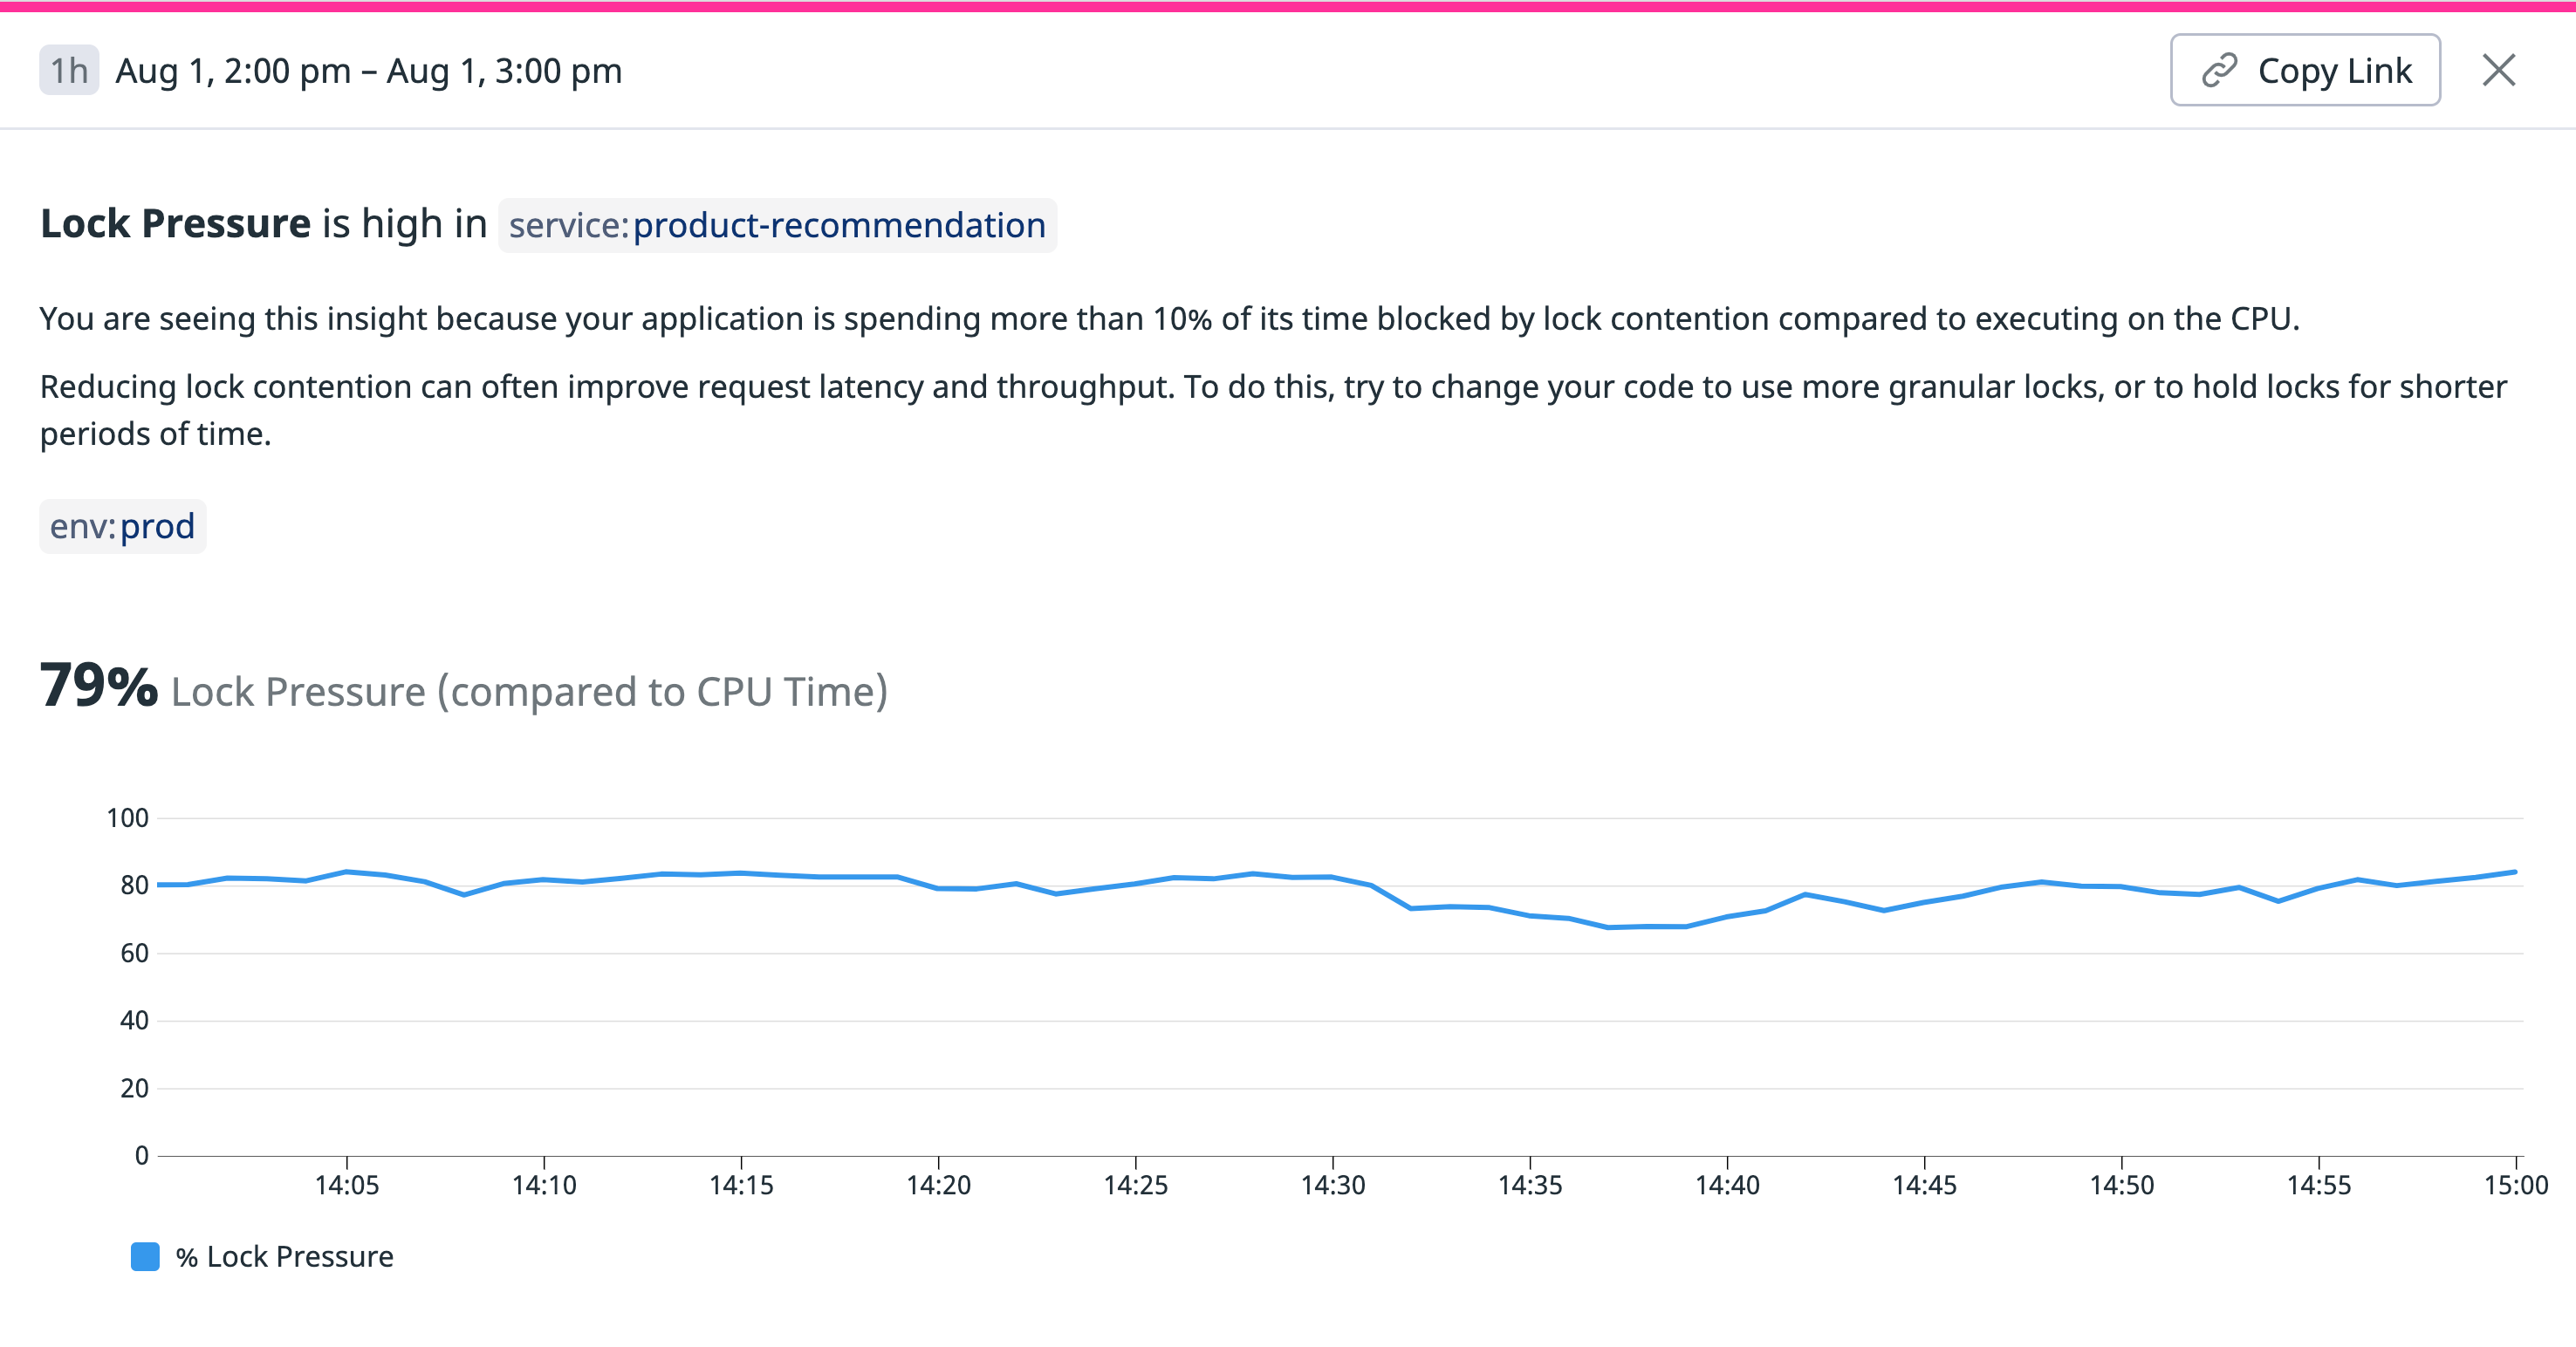 1h Aug 1, 2:00 pm – Aug 1, 3:00 pm
Copy Link
Lock Pressure is high in service:product-recommendation
You are seeing this insight because your application is spending more than 10% of its time blocked by lock contention compared to executing on the CPU.
Reducing lock contention can often improve request latency and throughput. To do this, try to change your code to use more granular locks, or to hold locks for shorter
periods of time.
env:prod
79% Lock Pressure (compared to CPU Time)
100
80
60
40
20
0
14:05 14:10 14:15 14:20 14:25 14:30 14:35 14:40 14:45 14:50 14:55 15:00
% Lock Pressure